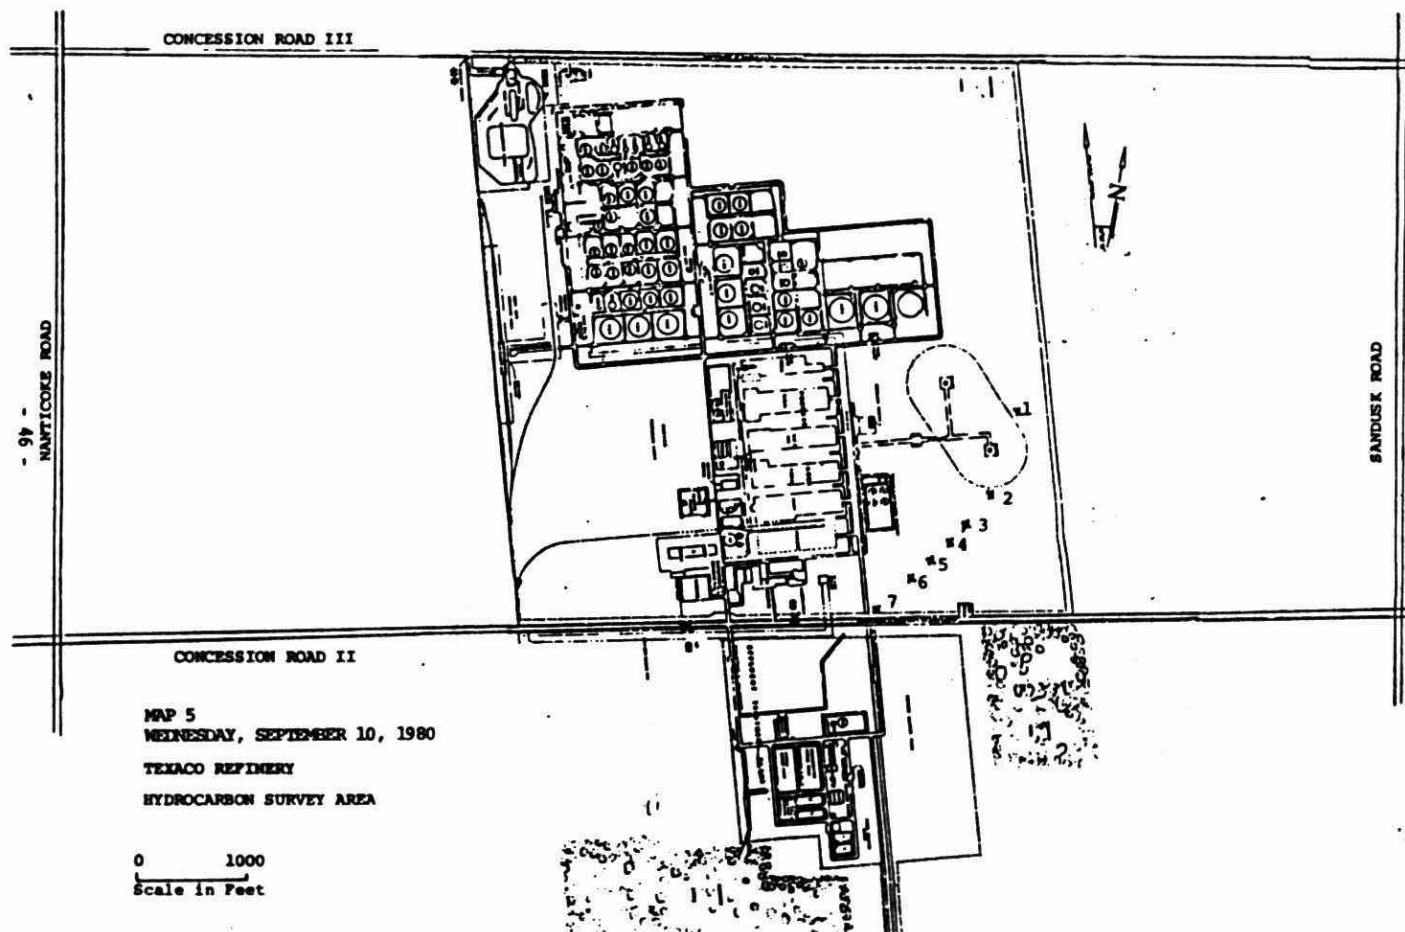 CONCESSION ROAD III
N
NANTICOKE ROAD
- 46 -
SANDUSK ROAD
1
2
3
4
5
6
7
CONCESSION ROAD II
MAP 5
WEDNESDAY, SEPTEMBER 10, 1980
TEXACO REFINERY
HYDROCARBON SURVEY AREA
0 1000
Scale in Feet